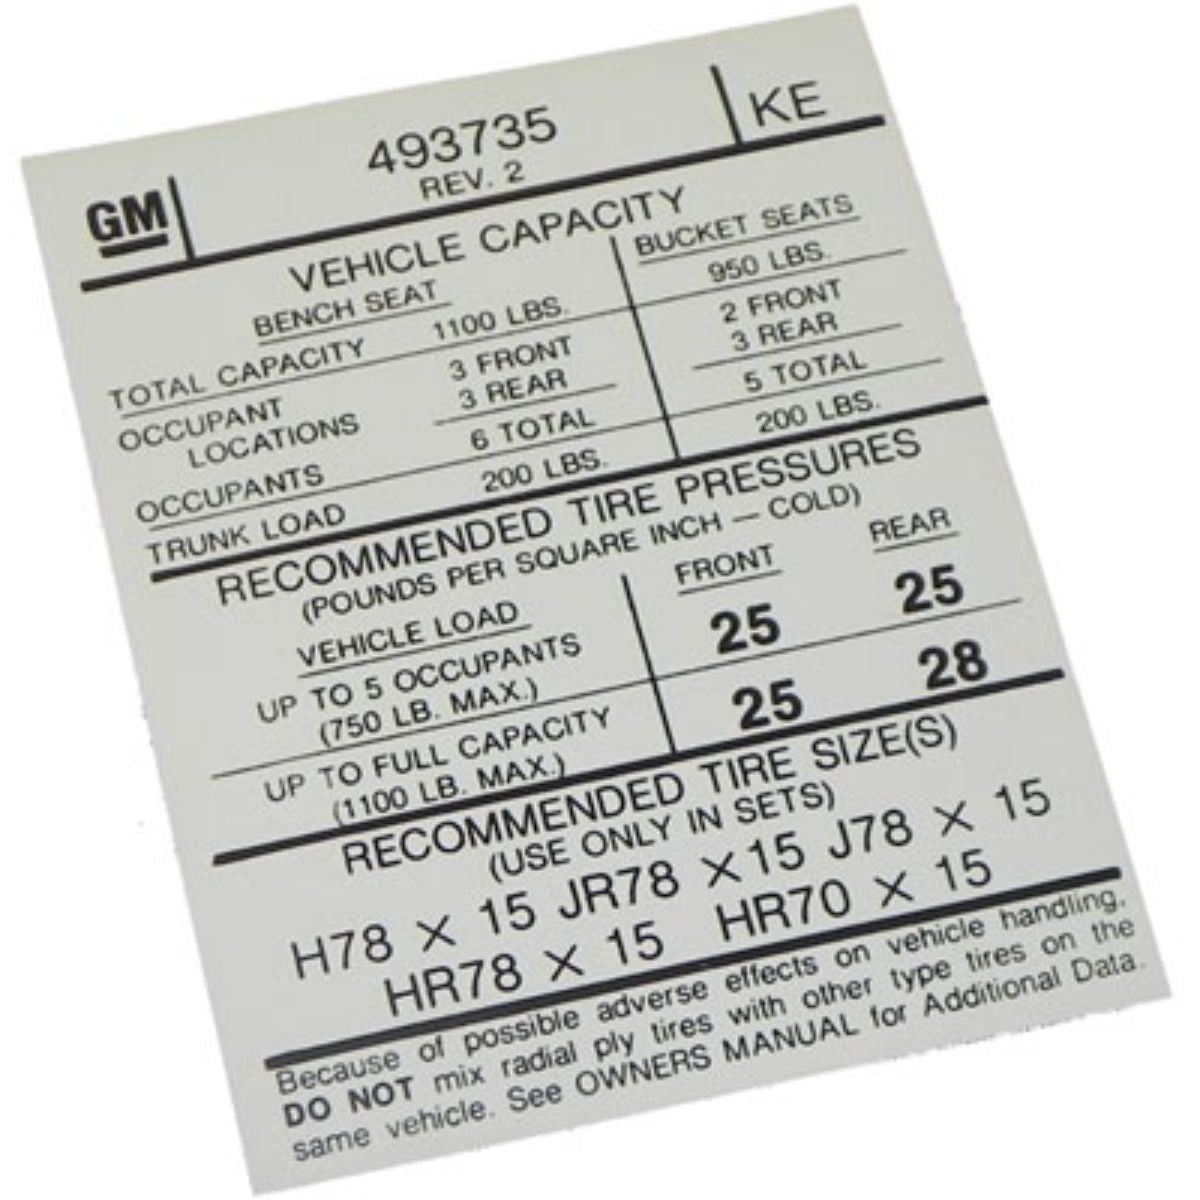 GM
493735
REV. 2
KE
VEHICLE CAPACITY
BENCH SEAT
BUCKET SEATS
TOTAL CAPACITY 1100 LBS. 950 LBS.
OCCUPANT 3 FRONT 2 FRONT
LOCATIONS 3 REAR 3 REAR
OCCUPANTS 6 TOTAL 5 TOTAL
TRUNK LOAD 200 LBS. 200 LBS.
RECOMMENDED TIRE PRESSURES
(POUNDS PER SQUARE INCH — COLD)
VEHICLE LOAD FRONT REAR
UP TO 5 OCCUPANTS 25 25
(750 LB. MAX.)
UP TO FULL CAPACITY 25 28
(1100 LB. MAX.)
RECOMMENDED TIRE SIZE(S)
(USE ONLY IN SETS)
H78 × 15 JR78 ×15 J78 × 15
HR78 × 15 HR70 × 15
Because of possible adverse effects on vehicle handling,
DO NOT mix radial ply tires with other type tires on the
same vehicle. See OWNERS MANUAL for Additional Data.